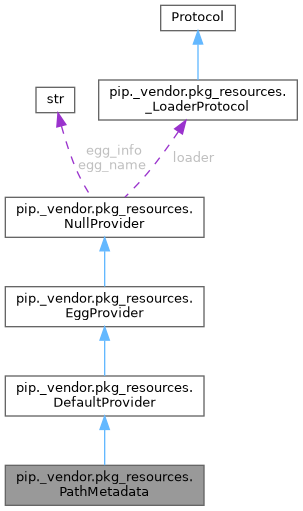 Protocol
str
pip._vendor.pkg_resources.
_LoaderProtocol
egg_info
egg_name
loader
pip._vendor.pkg_resources.
NullProvider
pip._vendor.pkg_resources.
EggProvider
pip._vendor.pkg_resources.
DefaultProvider
pip._vendor.pkg_resources.
PathMetadata